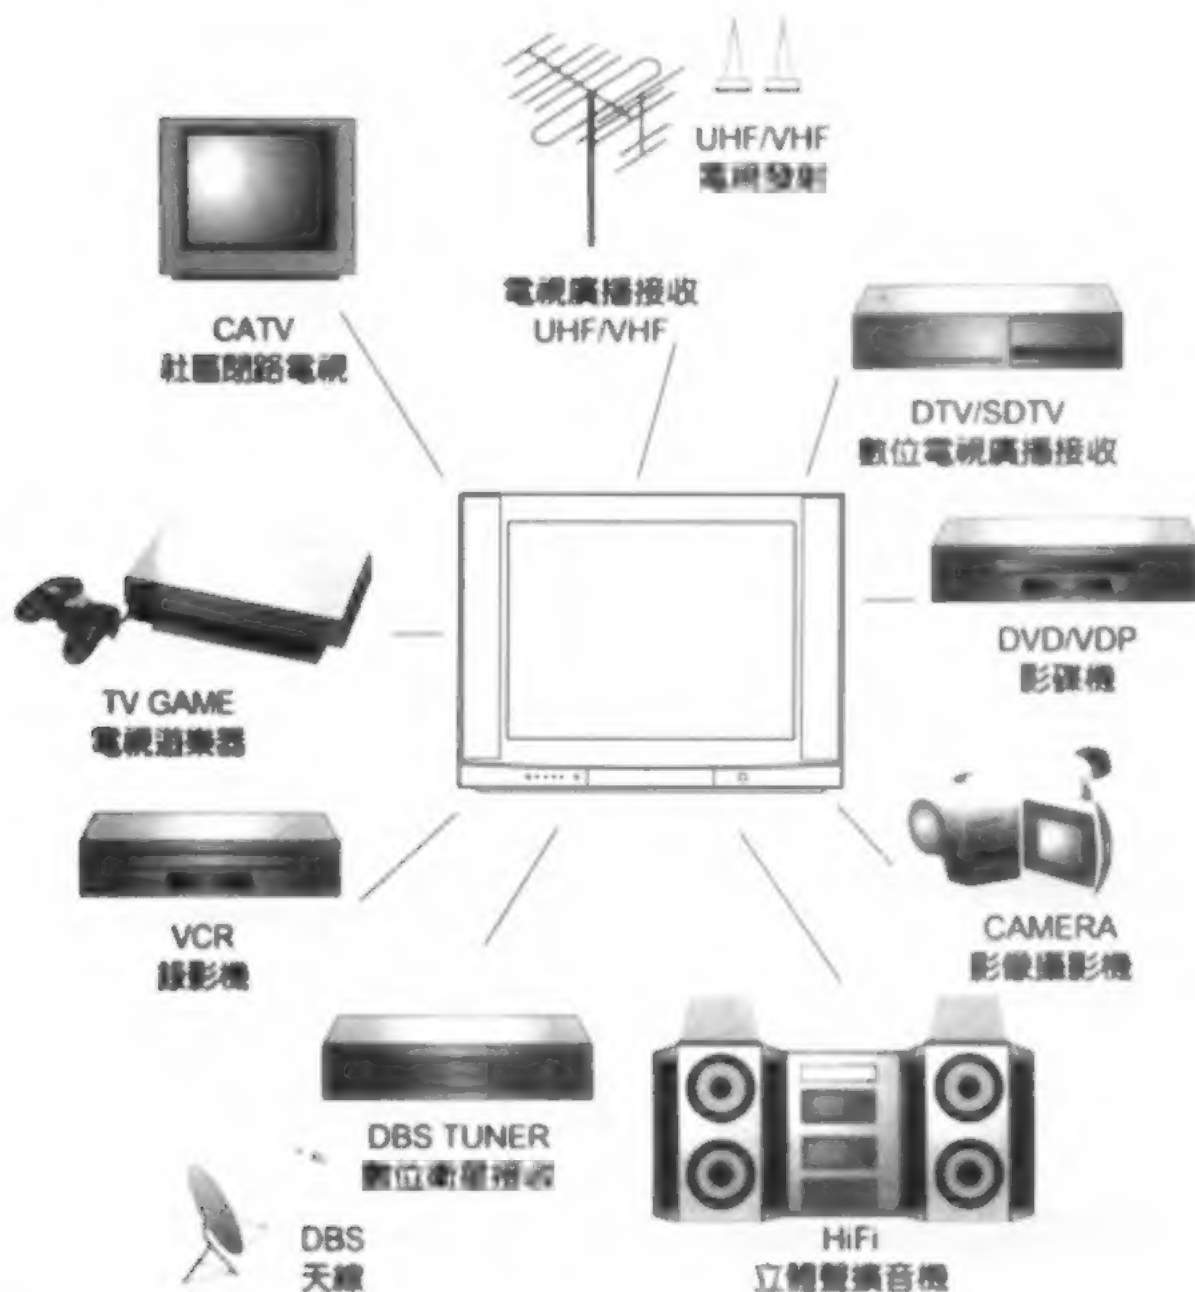 UHF/VHF
電視發射
電視廣播接收
UHF/VHF
CATV
社區閉路電視
DTV/SDTV
數位電視廣播接收
DVD/VDP
影碟機
TV GAME
電視遊樂器
VCR
錄影機
CAMERA
影像攝影機
DBS TUNER
數位衛星接收
DBS
天線
HiFi
立體聲擴音機